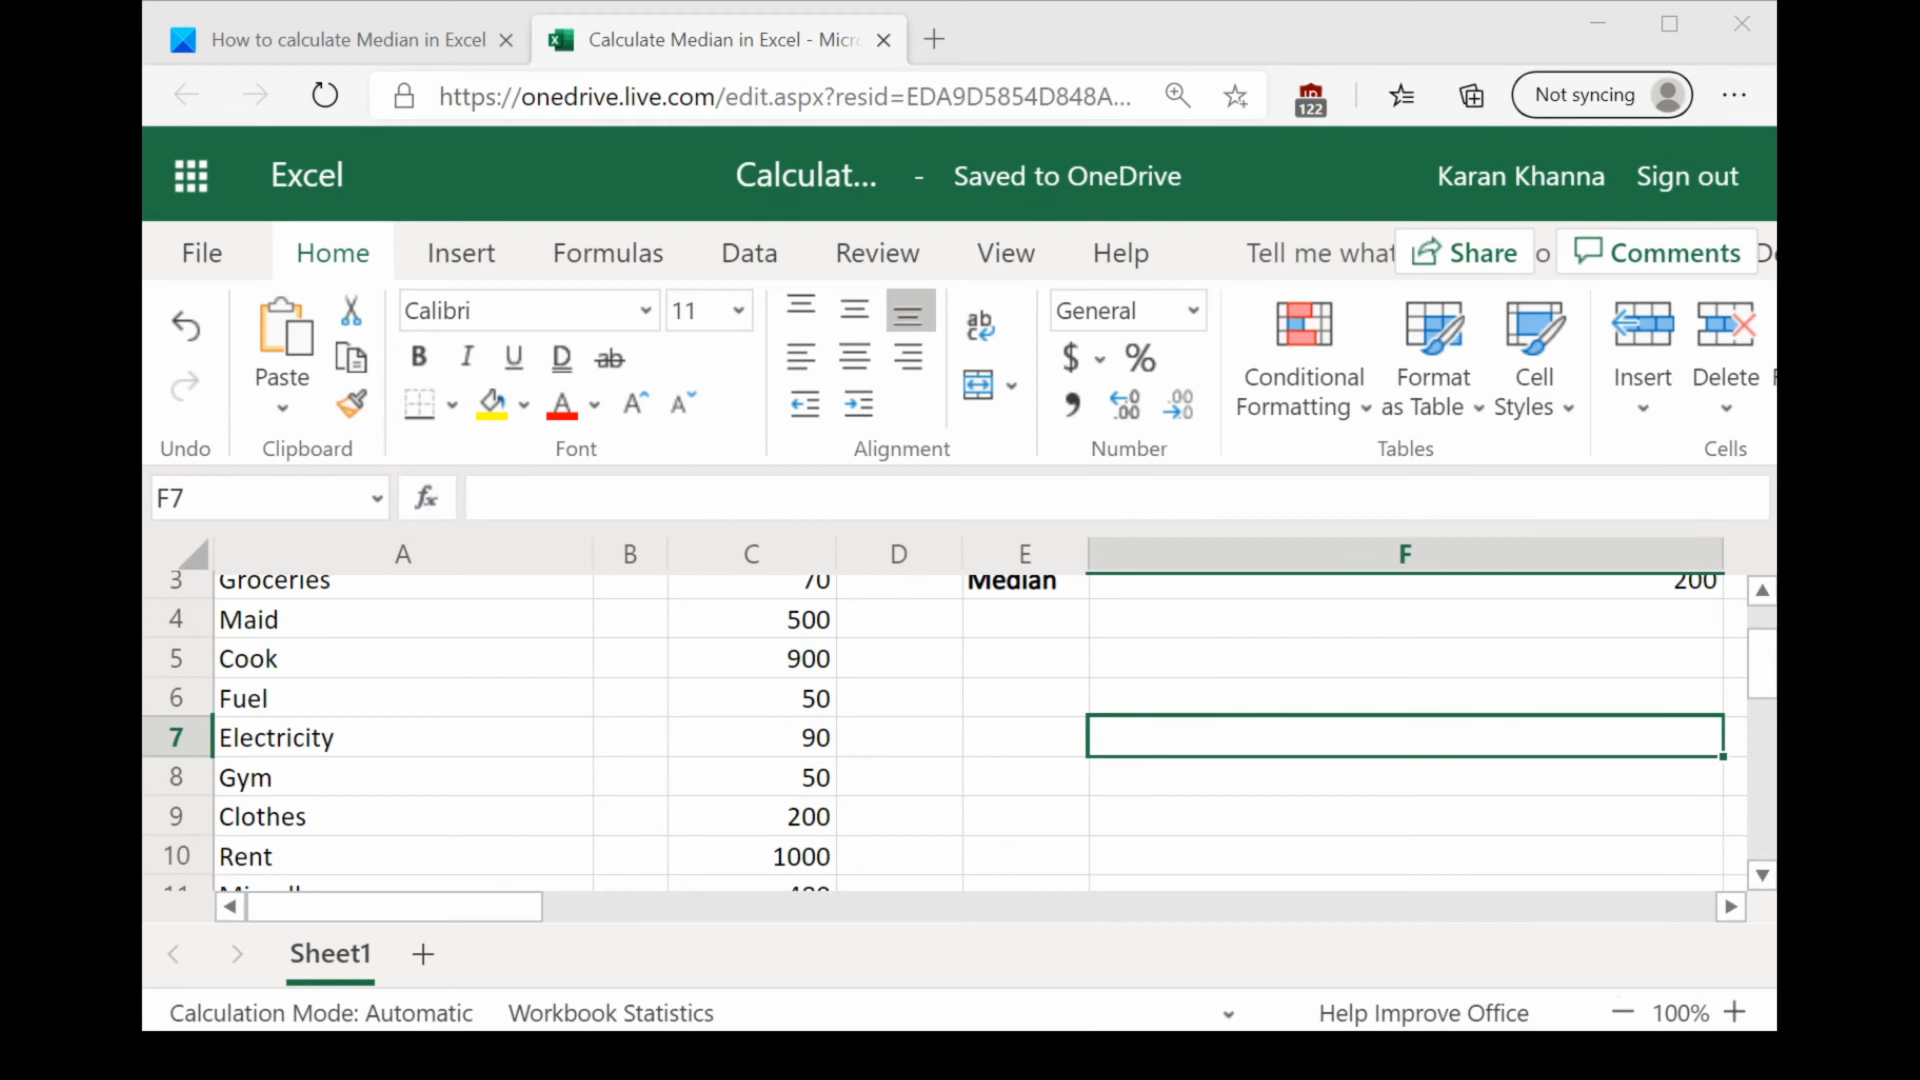 How to calculate Median in Excel
Calculate Median in Excel - Micr
https://onedrive.live.com/edit.aspx?resid=EDA9D5854D848A...
122
Not syncing
Excel
Calculat... - Saved to OneDrive
Karan Khanna
Sign out
File Home Insert Formulas Data Review View Help Tell me what
Share
Comments
Calibri 11
General
Paste
Conditional Formatting
Format as Table
Cell Styles
Insert
Delete
Undo Clipboard Font Alignment Number Tables Cells
F7
fx
A B C D E F
3 Groceries 70 Median 200
4 Maid 500
5 Cook 900
6 Fuel 50
7 Electricity 90
8 Gym 50
9 Clothes 200
10 Rent 1000
Sheet1
Calculation Mode: Automatic Workbook Statistics Help Improve Office 100%